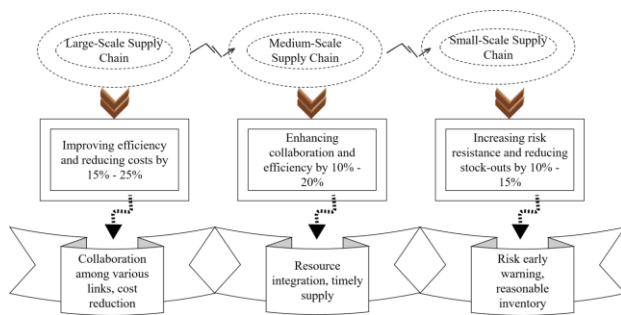 Large-Scale Supply
Chain
Medium-Scale
Supply Chain
Small-Scale Supply
Chain
Improving efficiency
and reducing costs by
15% - 25%
Enhancing
collaboration and
efficiency by 10% -
20%
Increasing risk
resistance and reducing
stock-outs by 10% -
15%
Collaboration
among various
links, cost
reduction
Resource
integration, timely
supply
Risk early
warning,
reasonable
inventory